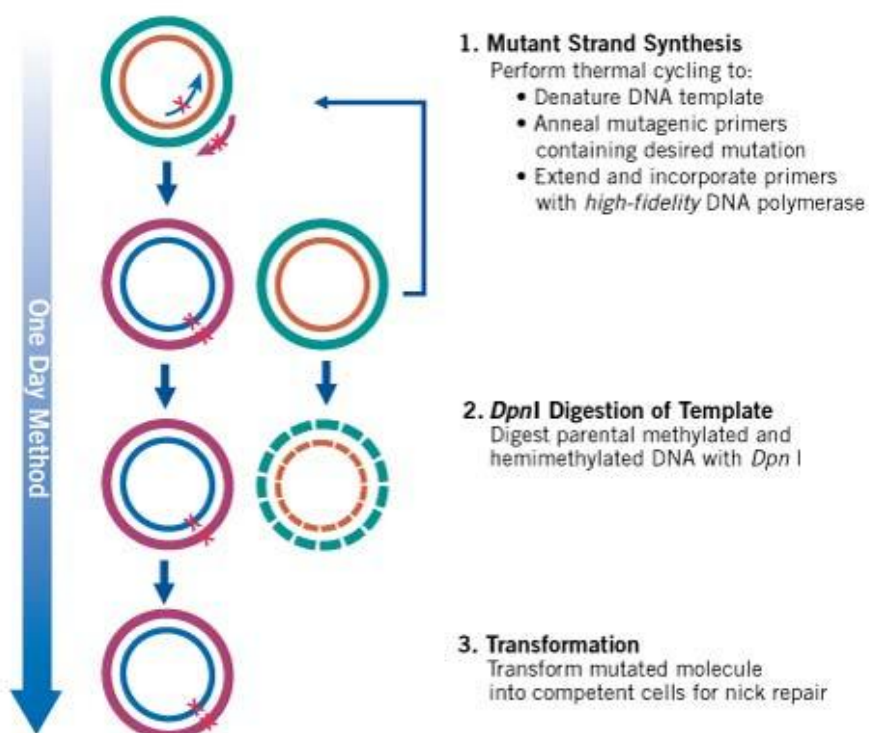 1. Mutant Strand Synthesis
Perform thermal cycling to:
• Denature DNA template
• Anneal mutagenic primers
containing desired mutation
• Extend and incorporate primers
with high-fidelity DNA polymerase
One Day Method
2. DpnI Digestion of Template
Digest parental methylated and
hemimethylated DNA with Dpn I
3. Transformation
Transform mutated molecule
into competent cells for nick repair